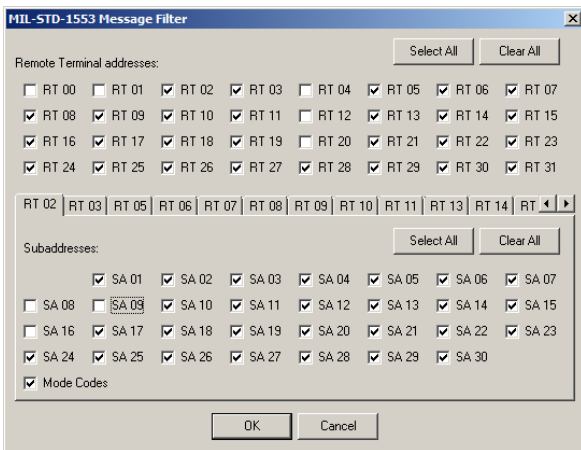 MIL-STD-1553 Message Filter
Select All Clear All
Remote Terminal addresses:
RT 00 RT 01 RT 02 RT 03 RT 04 RT 05 RT 06 RT 07
RT 08 RT 09 RT 10 RT 11 RT 12 RT 13 RT 14 RT 15
RT 16 RT 17 RT 18 RT 19 RT 20 RT 21 RT 22 RT 23
RT 24 RT 25 RT 26 RT 27 RT 28 RT 29 RT 30 RT 31
RT 02 RT 03 RT 05 RT 06 RT 07 RT 08 RT 09 RT 10 RT 11 RT 13 RT 14 RT
Select All Clear All
Subaddresses:
SA 01 SA 02 SA 03 SA 04 SA 05 SA 06 SA 07
SA 08 SA 09 SA 10 SA 11 SA 12 SA 13 SA 14 SA 15
SA 16 SA 17 SA 18 SA 19 SA 20 SA 21 SA 22 SA 23
SA 24 SA 25 SA 26 SA 27 SA 28 SA 29 SA 30
Mode Codes
OK Cancel